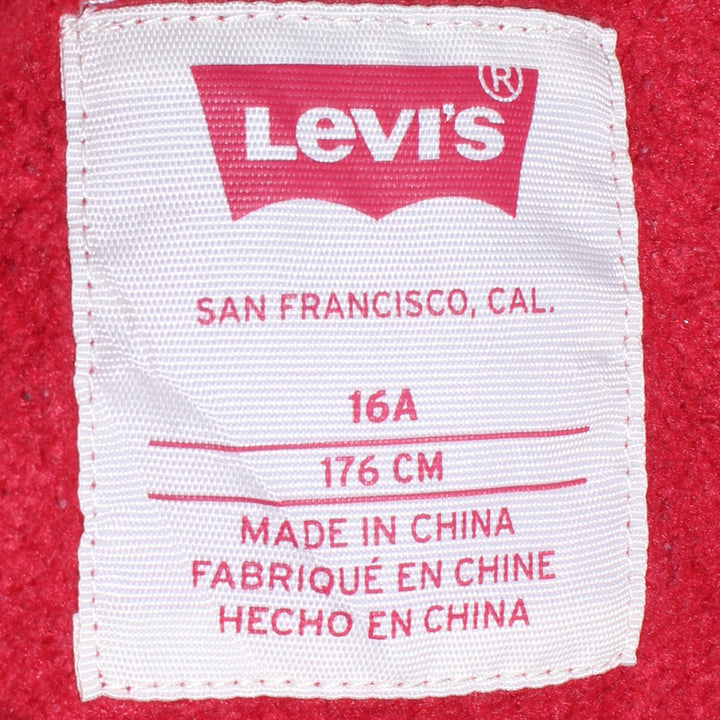 LEVI'S ®
SAN FRANCISCO, CAL.
16A
176 CM
MADE IN CHINA
FABRIQUÉ EN CHINE
HECHO EN CHINA